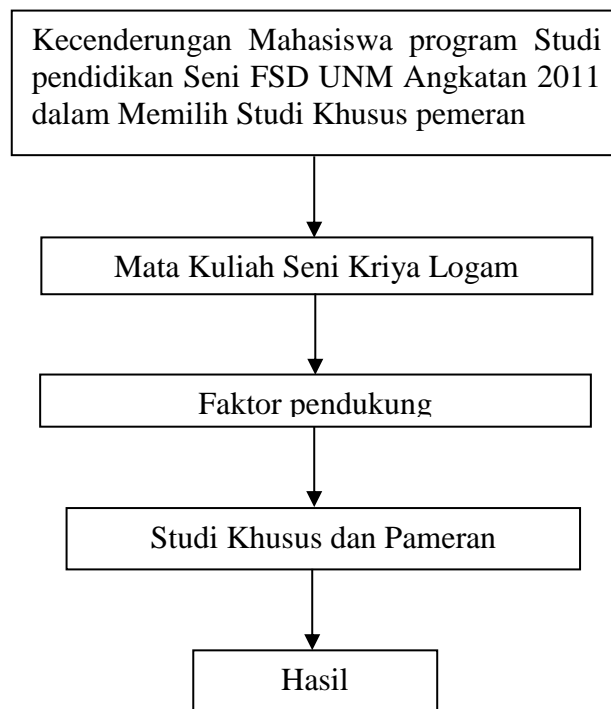 Kecenderungan Mahasiswa program Studi
pendidikan Seni FSD UNM Angkatan 2011
dalam Memilih Studi Khusus pemeran
Mata Kuliah Seni Kriya Logam
Faktor pendukung
Studi Khusus dan Pameran
Hasil